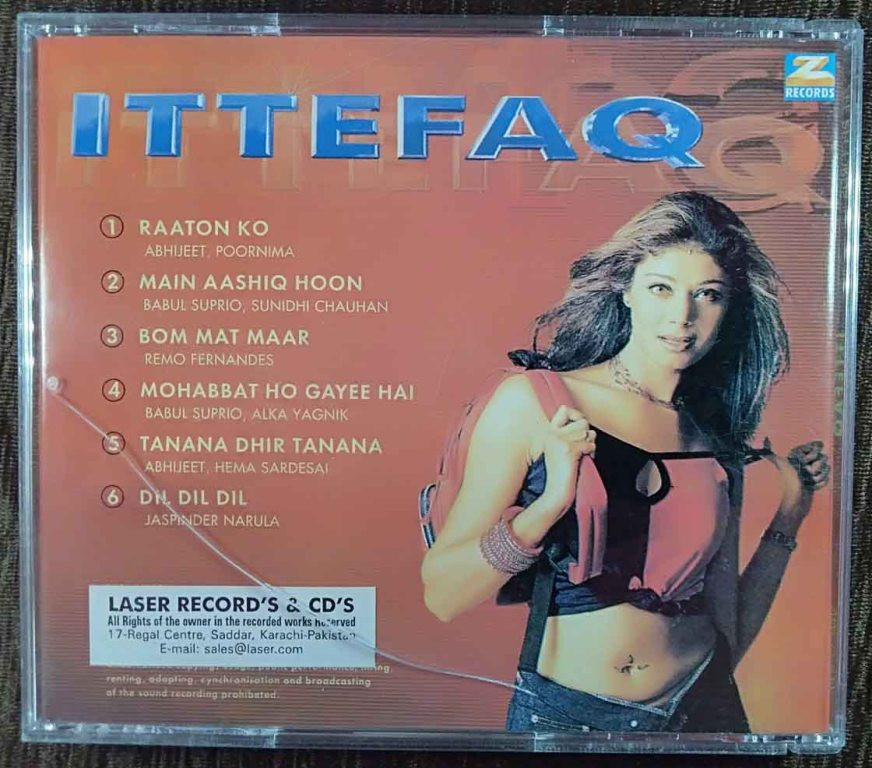 Z
RECORDS
ITTEFAQ
1 RAATON KO
ABHIJEET, POORNIMA
2 MAIN AASHIQ HOON
BABUL SUPRIO, SUNIDHI CHAUHAN
3 BOM MAT MAAR
REMO FERNANDES
4 MOHABBAT HO GAYEE HAI
BABUL SUPRIO, ALKA YAGNIK
5 TANANA DHIR TANANA
ABHIJEET, HEMA SARDESAI
6 DIL DIL DIL
JASPINDER NARULA
LASER RECORD'S & CD'S
All Rights of the owner in the recorded works Reserved
17-Regal Centre, Saddar, Karachi-Pakistan
E-mail: sales@laser.com
renting, adapting, cynchronisation and broadcasting
of the sound recording prohibited.